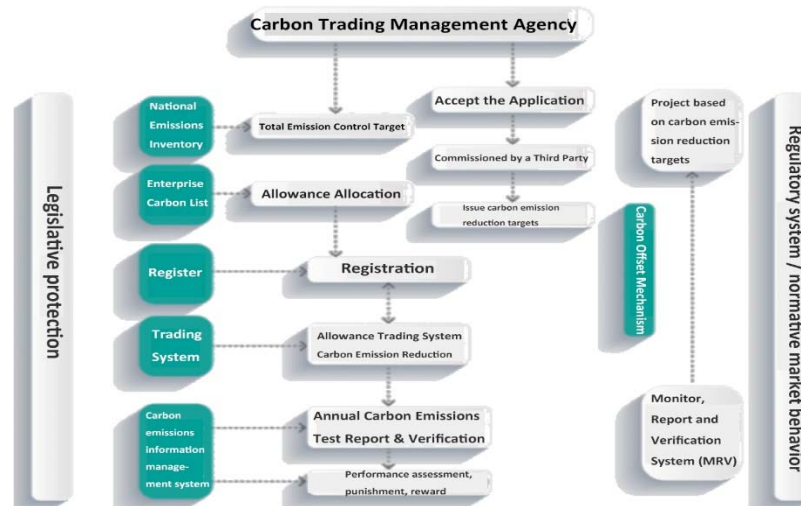 Carbon Trading Management Agency
Legislative protection
National
Emissions
Inventory
Total Emission Control Target
Enterprise
Carbon List
Allowance Allocation
Register
Registration
Trading
System
Allowance Trading System
Carbon Emission Reduction
Carbon
emissions
information
manage-
ment system
Annual Carbon Emissions
Test Report & Verification
Performance assessment,
punishment, reward
Accept the Application
Commissioned by a Third Party
Issue carbon emission
reduction targets
Carbon Offset Mechanism
Project based
on carbon emis-
sion reduction
targets
Monitor,
Report and
Verification
System (MRV)
Regulatory system / normative market behavior